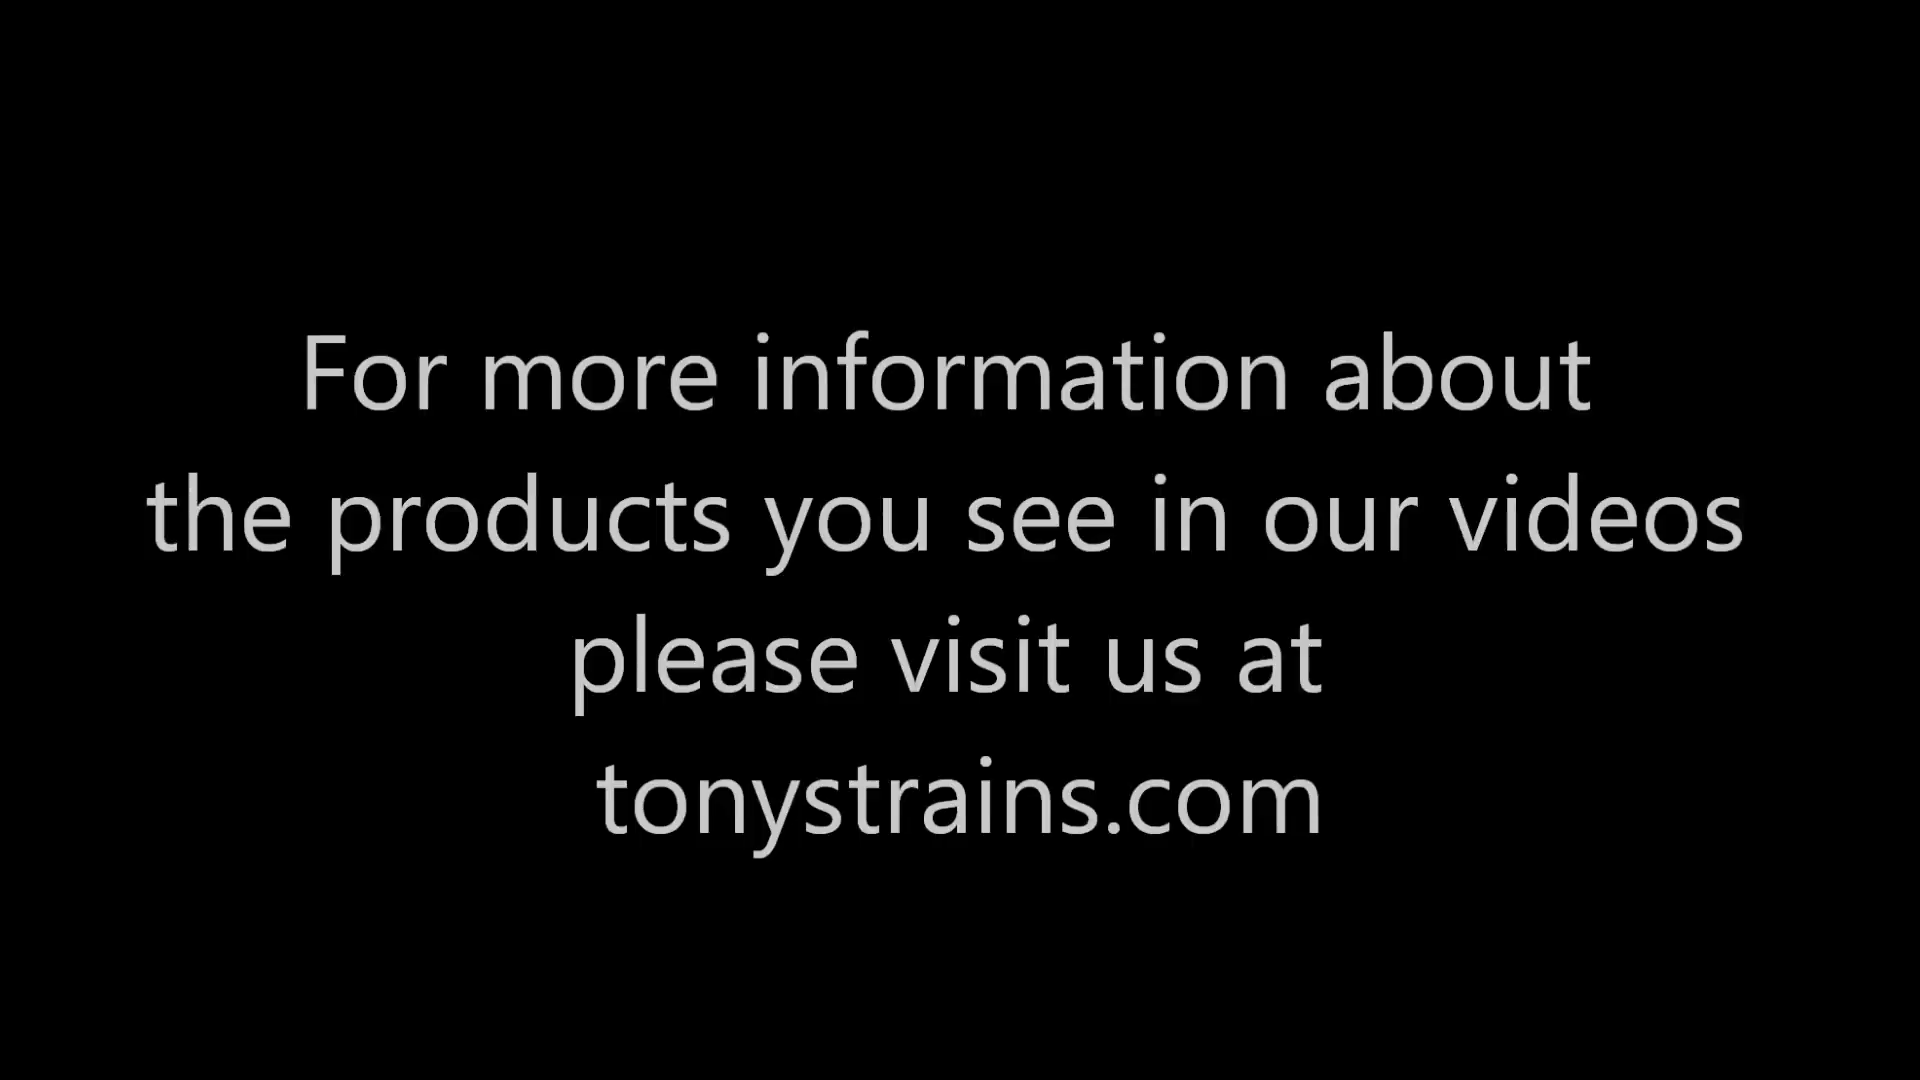 For more information about
the products you see in our videos
please visit us at
tonystrains.com